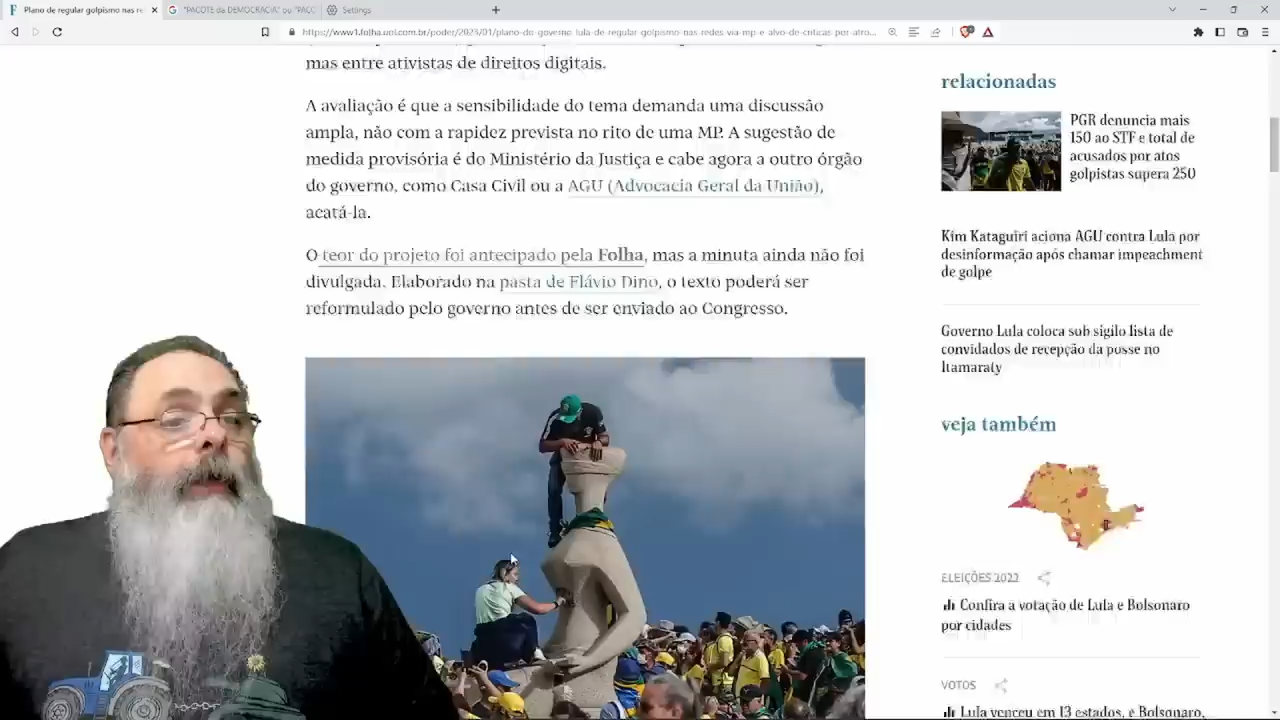 Plano de regular golpismo nas re
"PACOTE da DEMOCRACIA" ou "PACC
Settings
https://www1.folha.uol.com.br/poder/2023/01/plano-do-governo-lula-de-regular-golpismo-nas-redes-via-mp-e-alvo-de-criticas-por-atro...
mas entre ativistas de direitos digitais.
A avaliação é que a sensibilidade do tema demanda uma discussão
ampla, não com a rapidez prevista no rito de uma MP. A sugestão de
medida provisória é do Ministério da Justiça e cabe agora a outro órgão
do governo, como Casa Civil ou a AGU (Advocacia Geral da União),
acatá-la.
O teor do projeto foi antecipado pela Folha, mas a minuta ainda não foi
divulgada. Elaborado na pasta de Flávio Dino, o texto poderá ser
reformulado pelo governo antes de ser enviado ao Congresso.
relacionadas
PGR denuncia mais
150 ao STF e total de
acusados por atos
golpistas supera 250
Kim Kataguiri aciona AGU contra Lula por
desinformação após chamar impeachment
de golpe
Governo Lula coloca sob sigilo lista de
convidados de recepção da posse no
Itamaraty
veja também
ELEIÇÕES 2022
Confira a votação de Lula e Bolsonaro
por cidades
VOTOS
Lula venceu em 13 estados, e Bolsonaro,